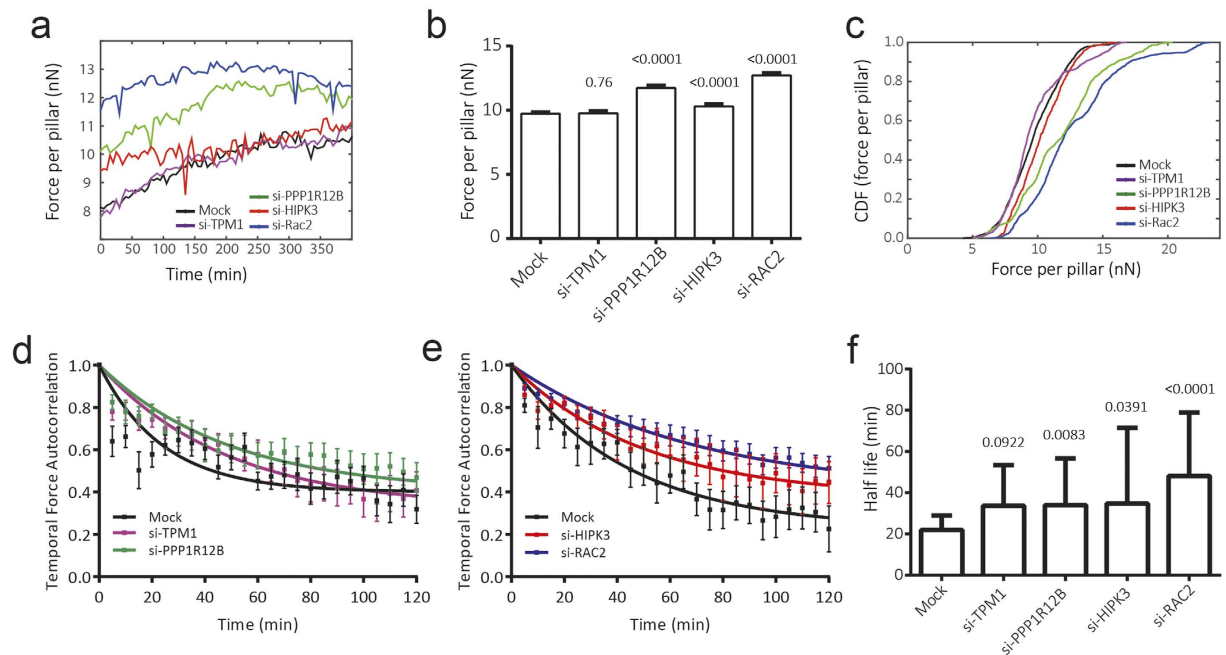 a
Force per pillar (nN)
13
12
11
10
9
8
0 50 100 150 200 250 300 350
Time (min)
Mock
si-TPM1
si-PPP1R12B
si-HIPK3
si-Rac2
b
Force per pillar (nN)
15
10
5
0
0.76
<0.0001
<0.0001
<0.0001
Mock
si-TPM1
si-PPP1R12B
si-HIPK3
si-RAC2
c
CDF (force per pillar)
1.0
0.8
0.6
0.4
0.2
0
0 5 10 15 20
Force per pillar (nN)
Mock
si-TPM1
si-PPP1R12B
si-HIPK3
si-Rac2
d
Temporal Force Autocorrelation
1.0
0.8
0.6
0.4
0.2
0.0
0 20 40 60 80 100 120
Time (min)
Mock
si-TPM1
si-PPP1R12B
e
Temporal Force Autocorrelation
1.0
0.8
0.6
0.4
0.2
0.0
0 20 40 60 80 100 120
Time (min)
Mock
si-HIPK3
si-RAC2
f
Half life (min)
100
80
60
40
20
0
0.0922
0.0083
0.0391
<0.0001
Mock
si-TPM1
si-PPP1R12B
si-HIPK3
si-RAC2